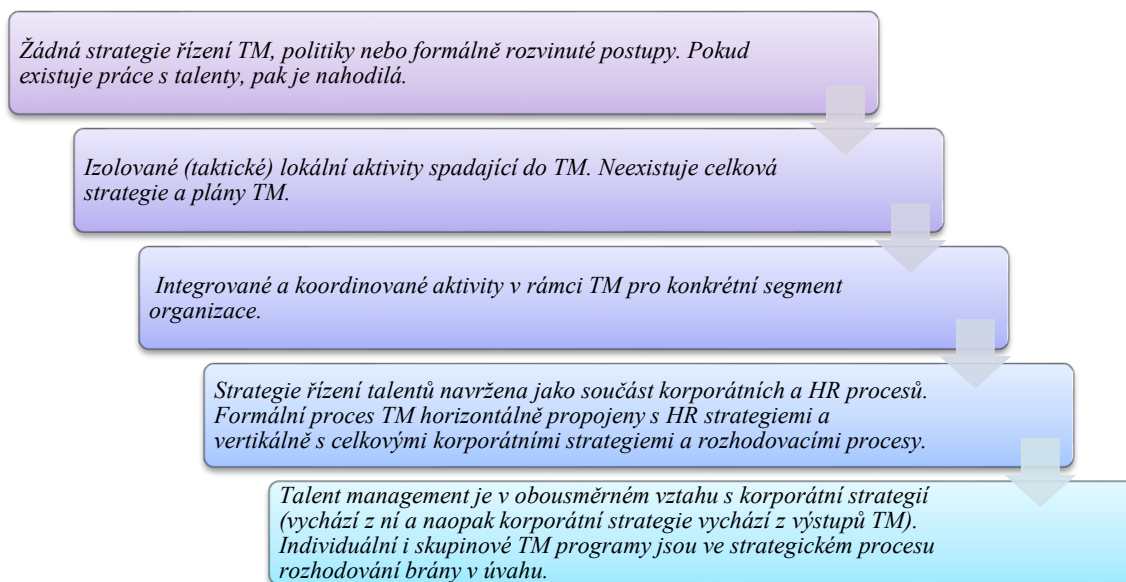 Žádná strategie řízení TM, politiky nebo formálně rozvinuté postupy. Pokud
existuje práce s talenty, pak je nahodilá.
Izolované (taktické) lokální aktivity spadající do TM. Neexistuje celková
strategie a plány TM.
Integrované a koordinované aktivity v rámci TM pro konkrétní segment
organizace.
Strategie řízení talentů navržena jako součást korporátních a HR procesů.
Formální proces TM horizontálně propojeny s HR strategiemi a
vertikálně s celkovými korporátními strategiemi a rozhodovacími procesy.
Talent management je v obousměrném vztahu s korporátní strategií
(vychází z ní a naopak korporátní strategie vychází z výstupů TM).
Individuální i skupinové TM programy jsou ve strategickém procesu
rozhodování brány v úvahu.